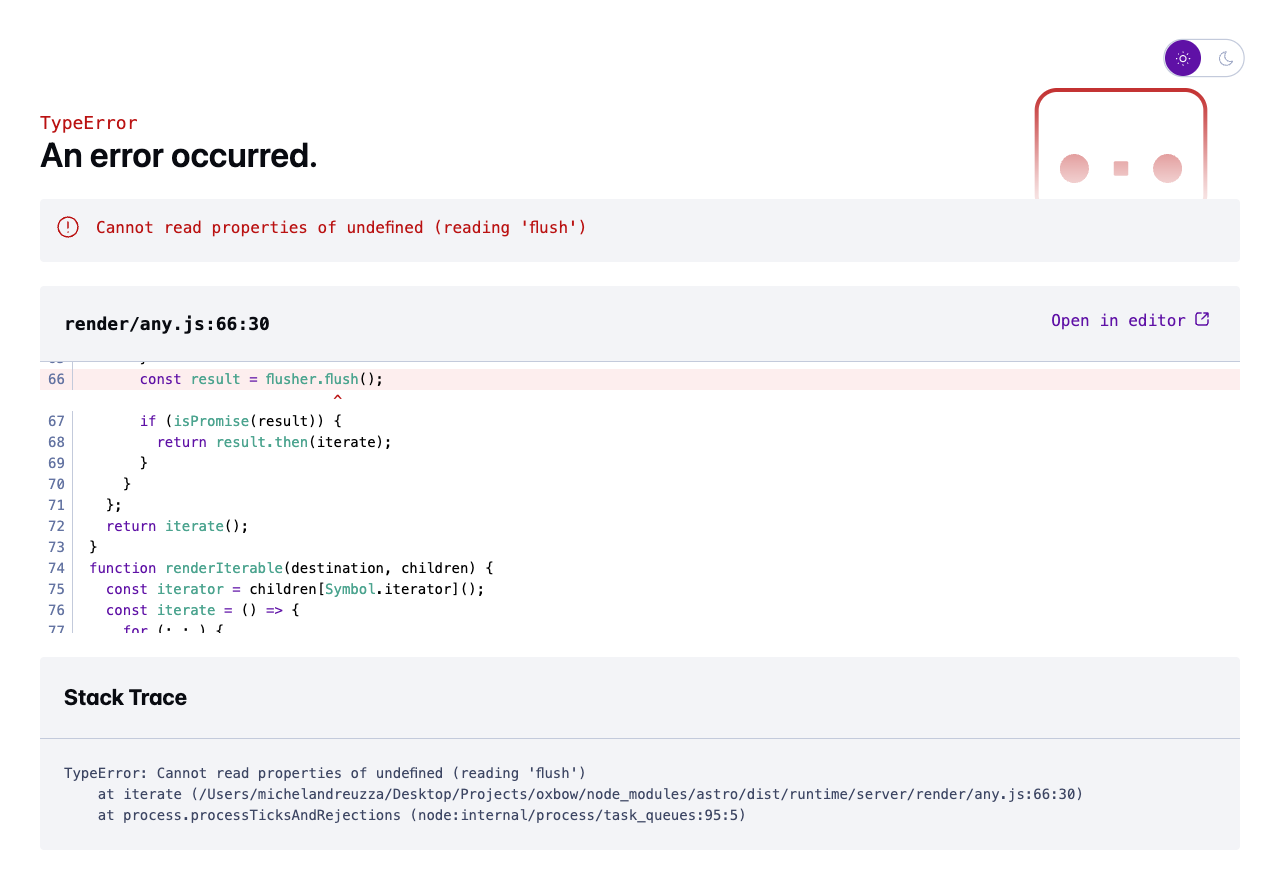 TypeError
An error occurred.
Cannot read properties of undefined (reading 'flush')
render/any.js:66:30
Open in editor
66 const result = flusher.flush();
^
67 if (isPromise(result)) {
68 return result.then(iterate);
69 }
70 }
71 };
72 return iterate();
73 }
74 function renderIterable(destination, children) {
75 const iterator = children[Symbol.iterator]();
76 const iterate = () => {
77 for (; ; ) {
Stack Trace
TypeError: Cannot read properties of undefined (reading 'flush')
at iterate (/Users/michelandreuzza/Desktop/Projects/oxbow/node_modules/astro/dist/runtime/server/render/any.js:66:30)
at process.processTicksAndRejections (node:internal/process/task_queues:95:5)